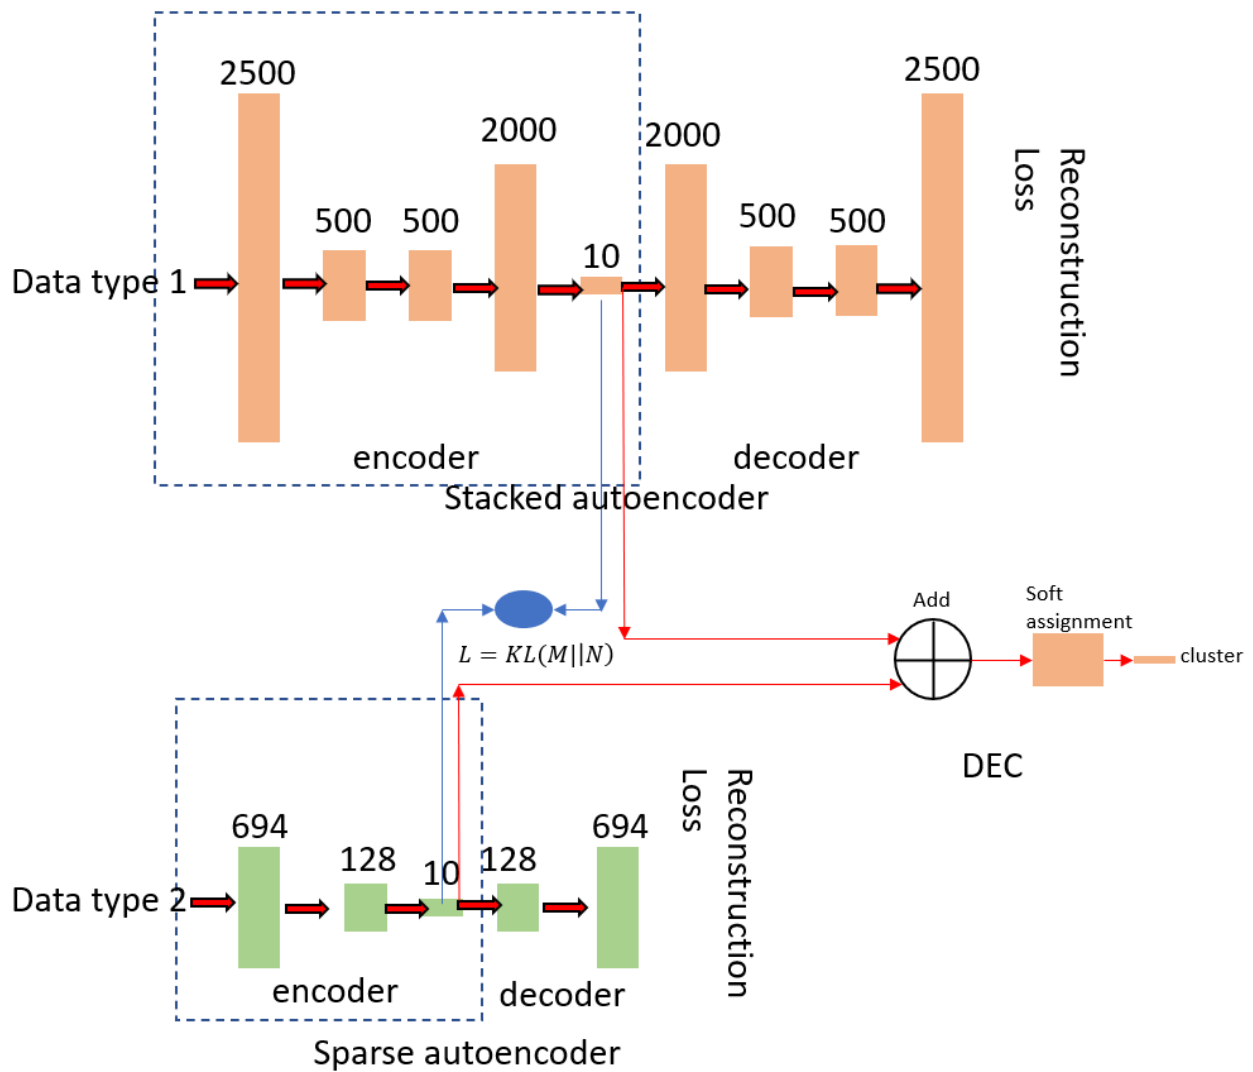 2500
2500
2000
2000
500
500
500
500
10
Data type 1
Reconstruction
Loss
encoder
decoder
Stacked autoencoder
Add
Soft
assignment
cluster
L = KL(M||N)
DEC
Reconstruction
Loss
694
128
10
128
694
Data type 2
encoder
decoder
Sparse autoencoder